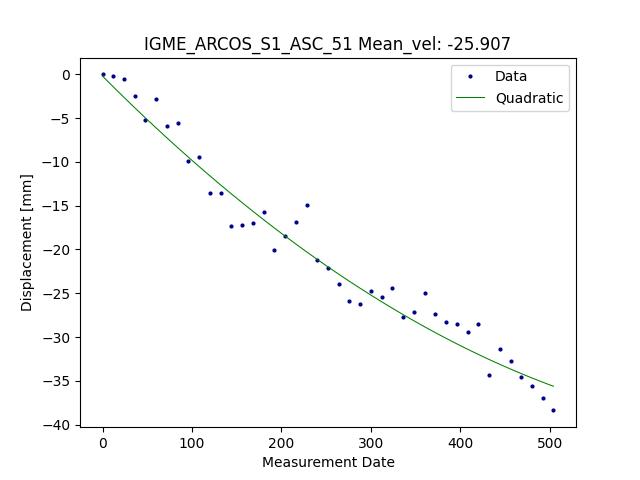 IGME_ARCOS_S1_ASC_51 Mean_vel: -25.907
Data
Quadratic
Displacement [mm]
0
−5
−10
−15
−20
−25
−30
−35
−40
0 100 200 300 400 500
Measurement Date